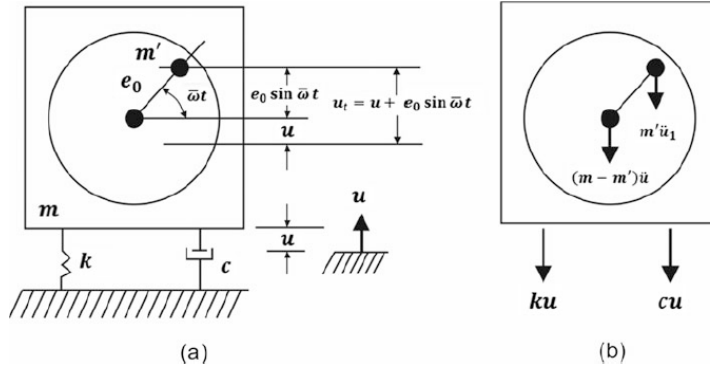 m′
e₀
ω̅t
e₀ sin ω̅t
uₜ = u + e₀ sin ω̅t
u
m
u
u
k
c
(a)
m′ü₁
(m − m′)ü
ku
cu
(b)